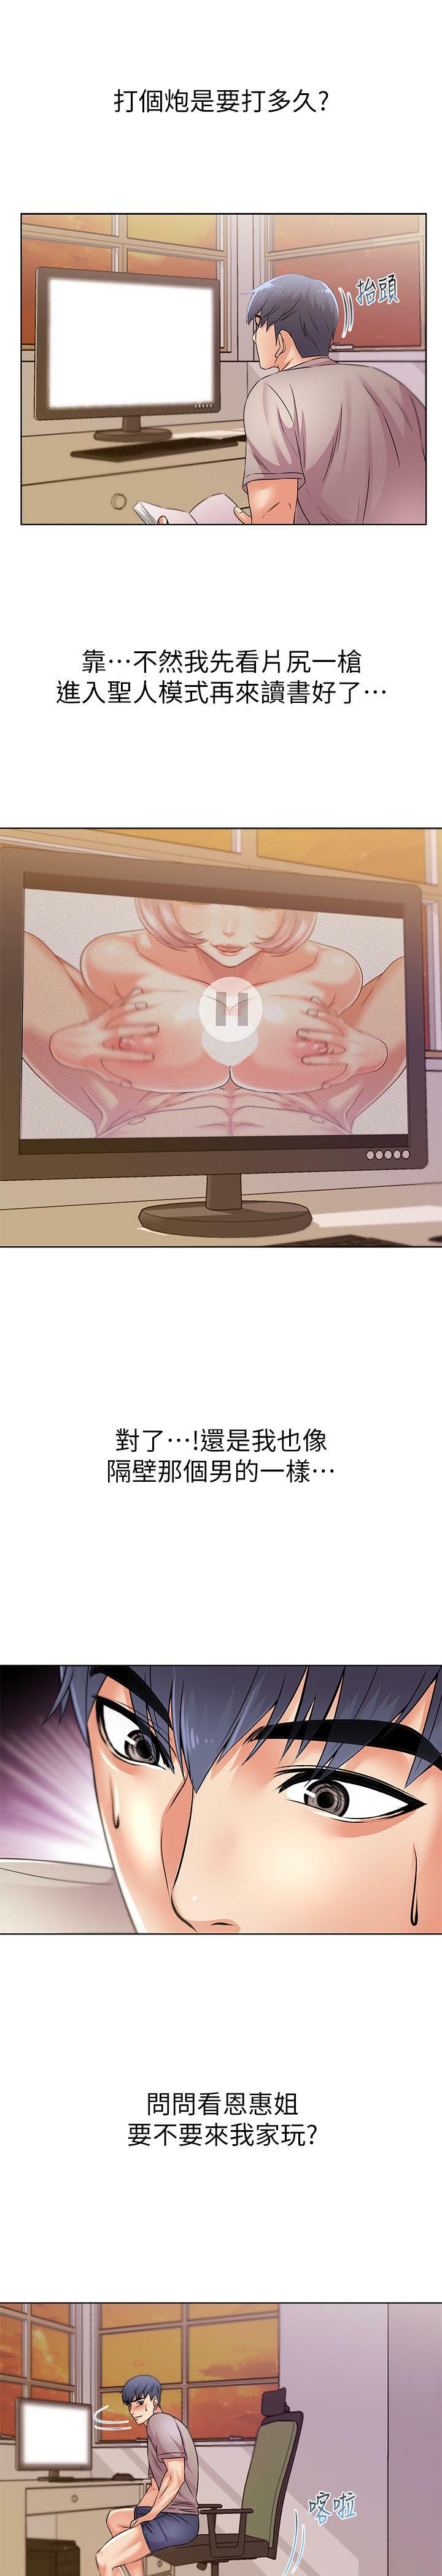 打個炮是要打多久?
抬頭
靠⋯不然我先看片尻一槍
進入聖人模式再來讀書好了⋯
對了⋯!還是我也像
隔壁那個男的一樣⋯
問問看恩惠姐
要不要來我家玩?
喀啦